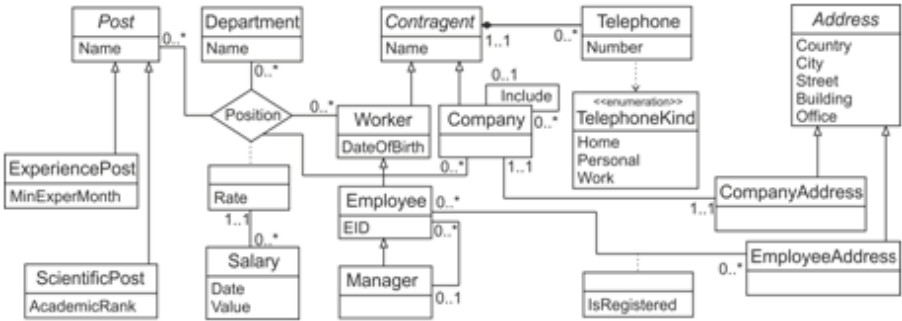 Post
Name
0..*
Department
Name
0..*
Position
0..*
Contragent
Name
1..1
0..*
Telephone
Number
Address
Country
City
Street
Building
Office
0..1
Include
0..*
<<enumeration>>
TelephoneKind
Home
Personal
Work
Worker
DateOfBirth
Company
0..*
1..1
ExperiencePost
MinExperMonth
Rate
1..1
0..*
Employee
EID
0..*
0..*
CompanyAddress
1..1
ScientificPost
AcademicRank
Salary
Date
Value
Manager
0..1
IsRegistered
EmployeeAddress
0..*